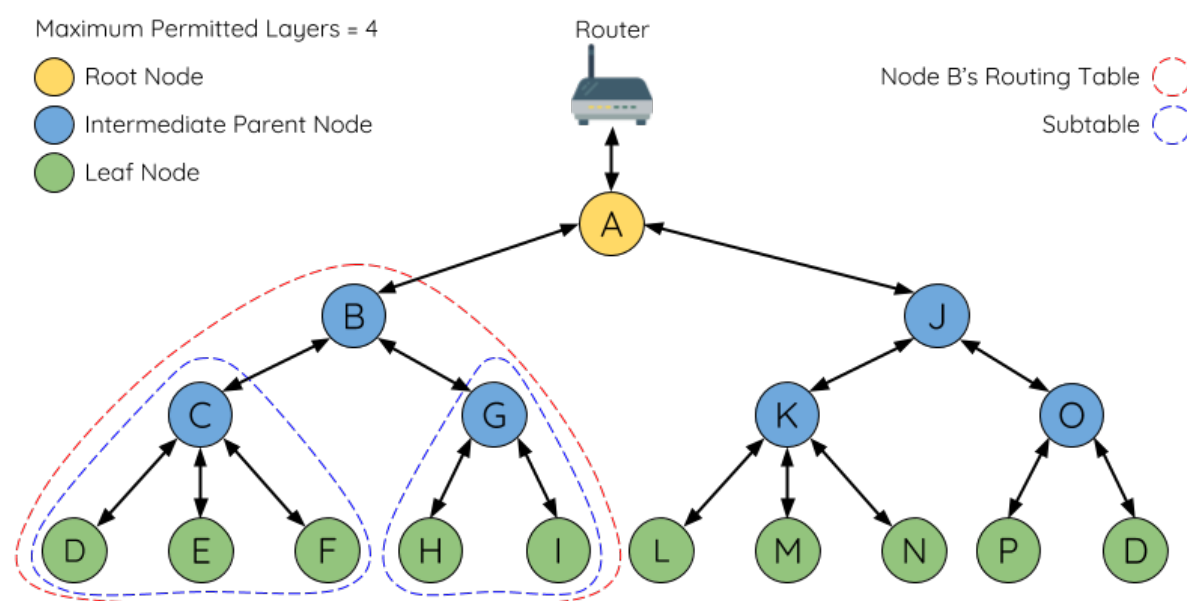 Maximum Permitted Layers = 4
Router
Root Node
Node B's Routing Table
Intermediate Parent Node
Subtable
Leaf Node
A
B
J
C
G
K
O
D
E
F
H
I
L
M
N
P
D